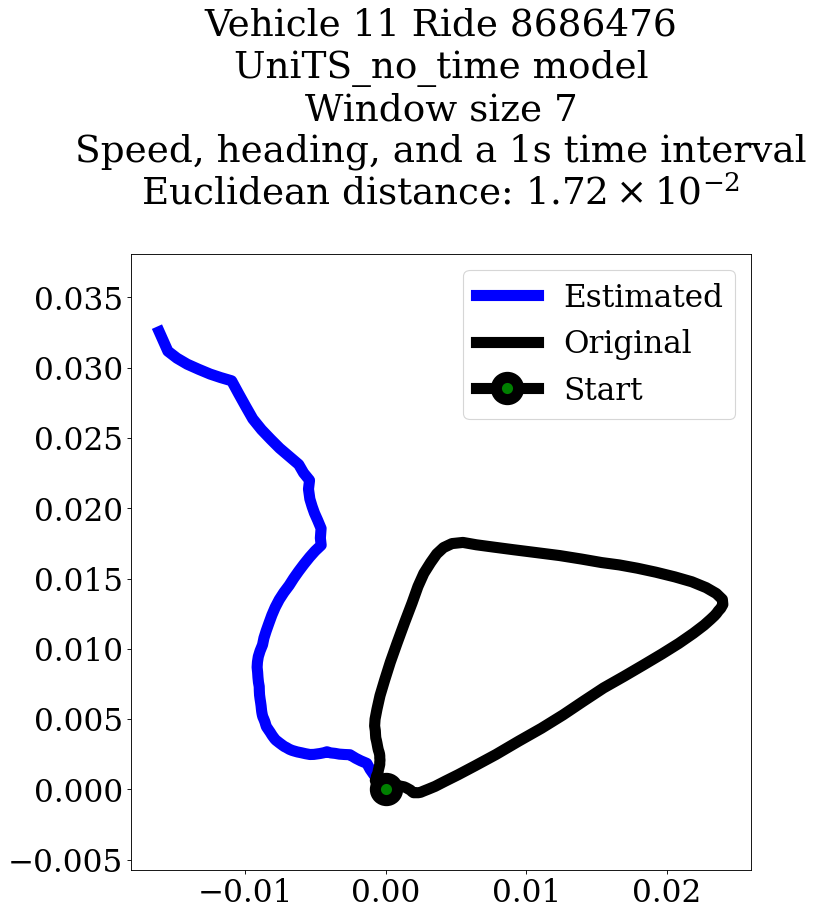 Vehicle 11 Ride 8686476
UniTS_no_time model
Window size 7
Speed, heading, and a 1s time interval
Euclidean distance: 1.72 × 10⁻²
Estimated
Original
Start
0.035
0.030
0.025
0.020
0.015
0.010
0.005
0.000
−0.005
−0.01
0.00
0.01
0.02